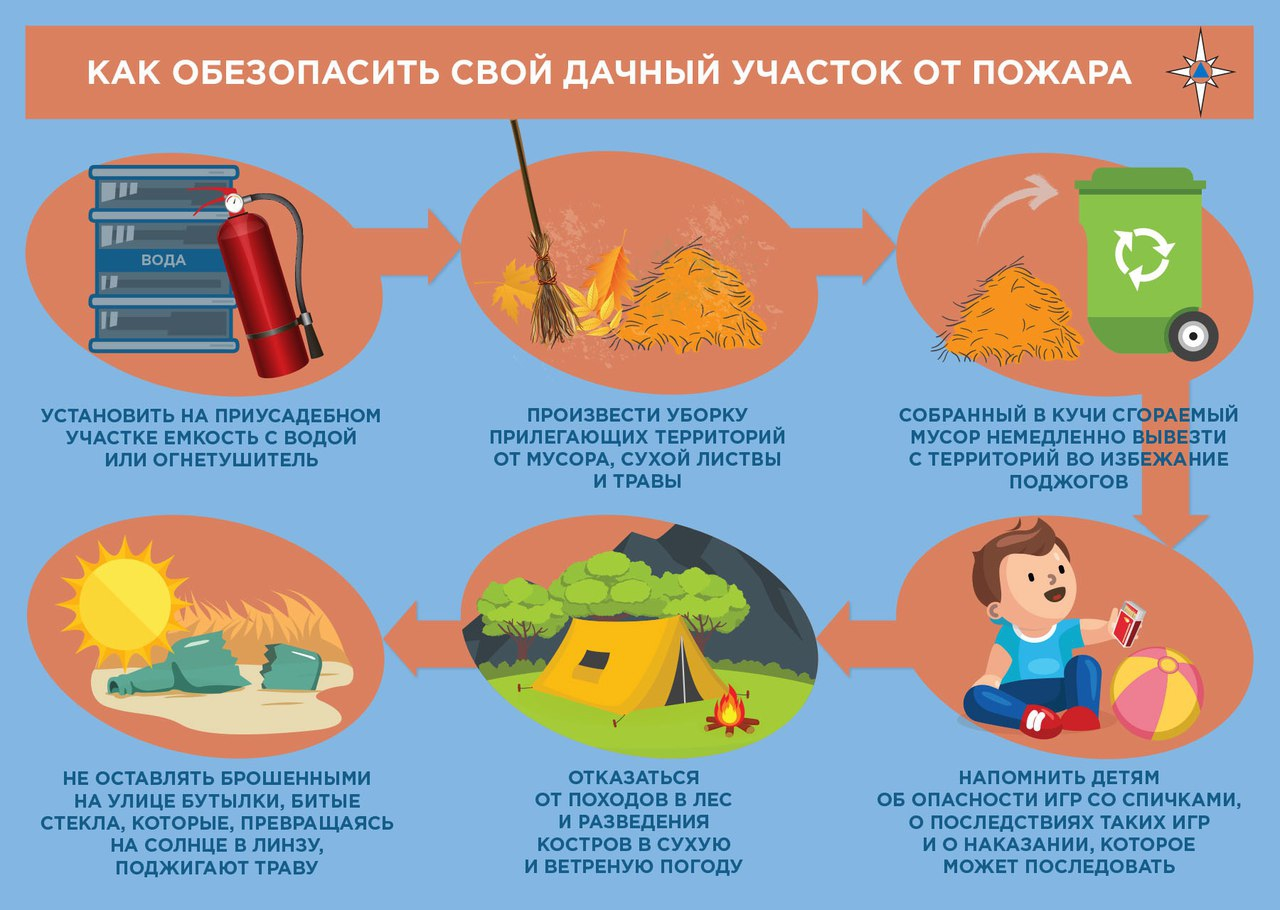 КАК ОБЕЗОПАСИТЬ СВОЙ ДАЧНЫЙ УЧАСТОК ОТ ПОЖАРА
ВОДА
УСТАНОВИТЬ НА ПРИУСАДЕБНОМ
УЧАСТКЕ ЕМКОСТЬ С ВОДОЙ
ИЛИ ОГНЕТУШИТЕЛЬ
ПРОИЗВЕСТИ УБОРКУ
ПРИЛЕГАЮЩИХ ТЕРРИТОРИЙ
ОТ МУСОРА, СУХОЙ ЛИСТВЫ
И ТРАВЫ
СОБРАННЫЙ В КУЧИ СГОРАЕМЫЙ
МУСОР НЕМЕДЛЕННО ВЫВЕЗТИ
С ТЕРРИТОРИЙ ВО ИЗБЕЖАНИЕ
ПОДЖОГОВ
НАПОМНИТЬ ДЕТЯМ
ОБ ОПАСНОСТИ ИГР СО СПИЧКАМИ,
О ПОСЛЕДСТВИЯХ ТАКИХ ИГР
И О НАКАЗАНИИ, КОТОРОЕ
МОЖЕТ ПОСЛЕДОВАТЬ
ОТКАЗАТЬСЯ
ОТ ПОХОДОВ В ЛЕС
И РАЗВЕДЕНИЯ
КОСТРОВ В СУХУЮ
И ВЕТРЕНУЮ ПОГОДУ
НЕ ОСТАВЛЯТЬ БРОШЕННЫМИ
НА УЛИЦЕ БУТЫЛКИ, БИТЫЕ
СТЕКЛА, КОТОРЫЕ, ПРЕВРАЩАЯСЬ
НА СОЛНЦЕ В ЛИНЗУ,
ПОДЖИГАЮТ ТРАВУ